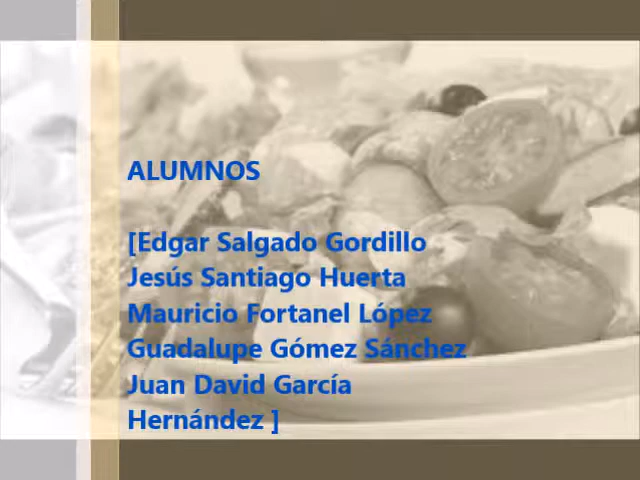 ALUMNOS
[Edgar Salgado Gordillo
Jesús Santiago Huerta
Mauricio Fortanel López
Guadalupe Gómez Sánchez
Juan David García
Hernández ]